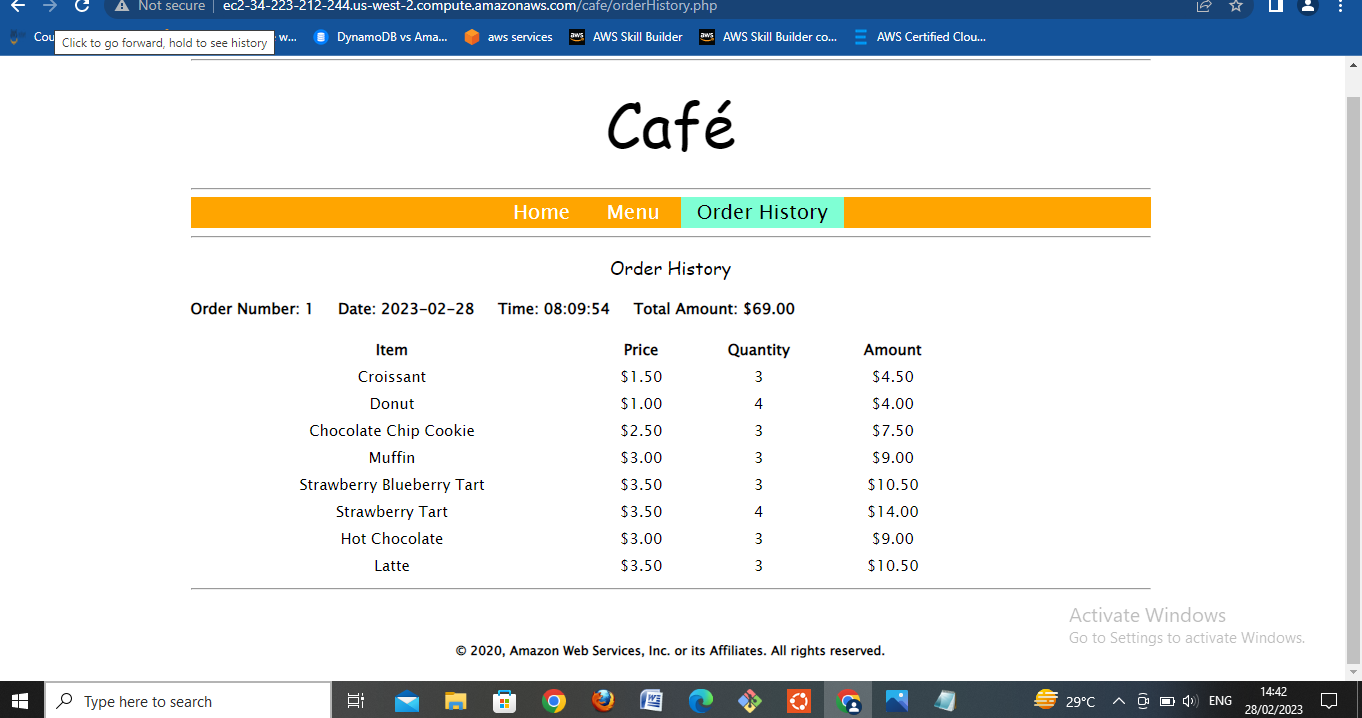 Not secure | ec2-34-223-212-244.us-west-2.compute.amazonaws.com/cafe/orderHistory.php
Cou
Click to go forward, hold to see history
w...
DynamoDB vs Ama...
aws services
aws
AWS Skill Builder
aws
AWS Skill Builder co...
AWS Certified Clou...
Café
Home Menu Order History
Order History
Order Number: 1 Date: 2023-02-28 Time: 08:09:54 Total Amount: $69.00
Item Price Quantity Amount
Croissant $1.50 3 $4.50
Donut $1.00 4 $4.00
Chocolate Chip Cookie $2.50 3 $7.50
Muffin $3.00 3 $9.00
Strawberry Blueberry Tart $3.50 3 $10.50
Strawberry Tart $3.50 4 $14.00
Hot Chocolate $3.00 3 $9.00
Latte $3.50 3 $10.50
Activate Windows
Go to Settings to activate Windows.
© 2020, Amazon Web Services, Inc. or its Affiliates. All rights reserved.
Type here to search
29°C
ENG
14:42
28/02/2023